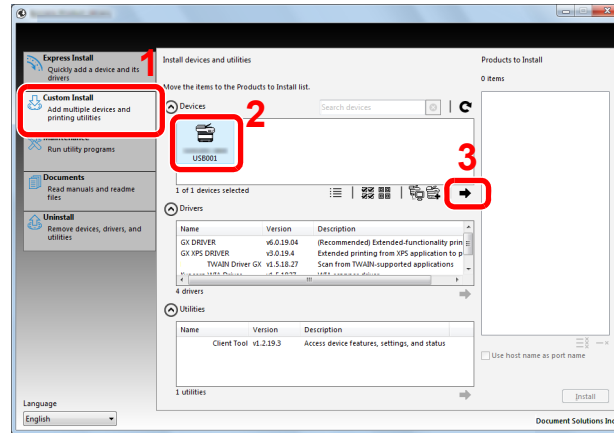 Express Install
Quickly add a device and its
drivers
1
Custom Install
Add multiple devices and
printing utilities
Maintenance
Run utility programs
Documents
Read manuals and readme
files
Uninstall
Remove devices, drivers, and
utilities
Language
English
Install devices and utilities
Move the items to the Products to Install list.
Devices
Search devices
2
USB001
3
1 of 1 devices selected
Drivers
Name Version Description
GX DRIVER v6.0.19.04 (Recommended) Extended-functionality prin
GX XPS DRIVER v3.0.19.4 Extended printing from XPS application to p
TWAIN Driver GX v1.5.18.27 Scan from TWAIN-supported applications
4 drivers
Utilities
Name Version Description
Client Tool v1.2.19.3 Access device features, settings, and status
1 utilities
Products to Install
0 items
Use host name as port name
Install
Document Solutions Inc